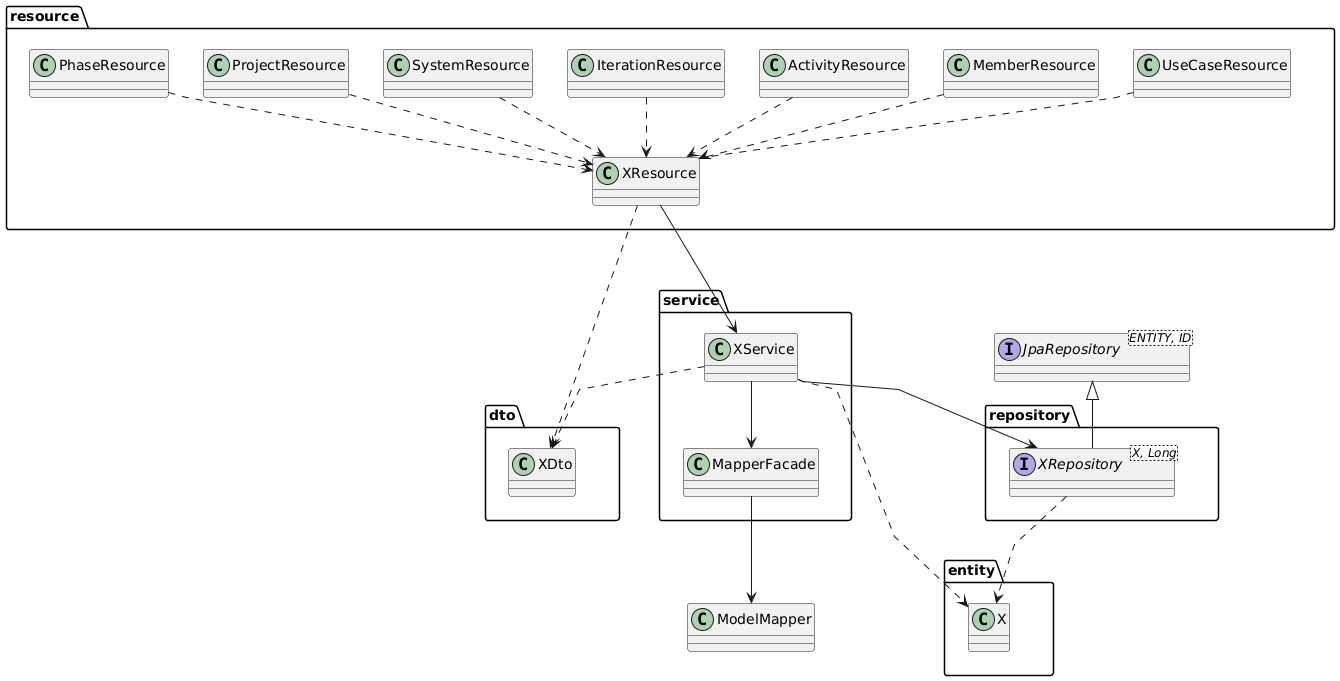 resource
C PhaseResource
C ProjectResource
C SystemResource
C IterationResource
C ActivityResource
C MemberResource
C UseCaseResource
C XResource
service
C XService
I JpaRepository
ENTITY, ID
dto
repository
C XDto
C MapperFacade
I XRepository
X, Long
entity
C ModelMapper
C X